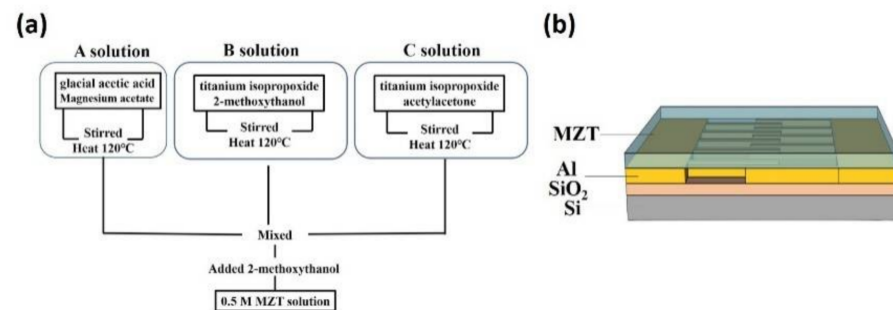 (a)
A solution
glacial acetic acid
Magnesium acetate
Stirred
Heat 120℃
B solution
titanium isopropoxide
2-methoxythanol
Stirred
Heat 120℃
C solution
titanium isopropoxide
acetylacetone
Stirred
Heat 120℃
Mixed
Added 2-methoxythanol
0.5 M MZT solution
(b)
MZT
Al
SiO₂
Si